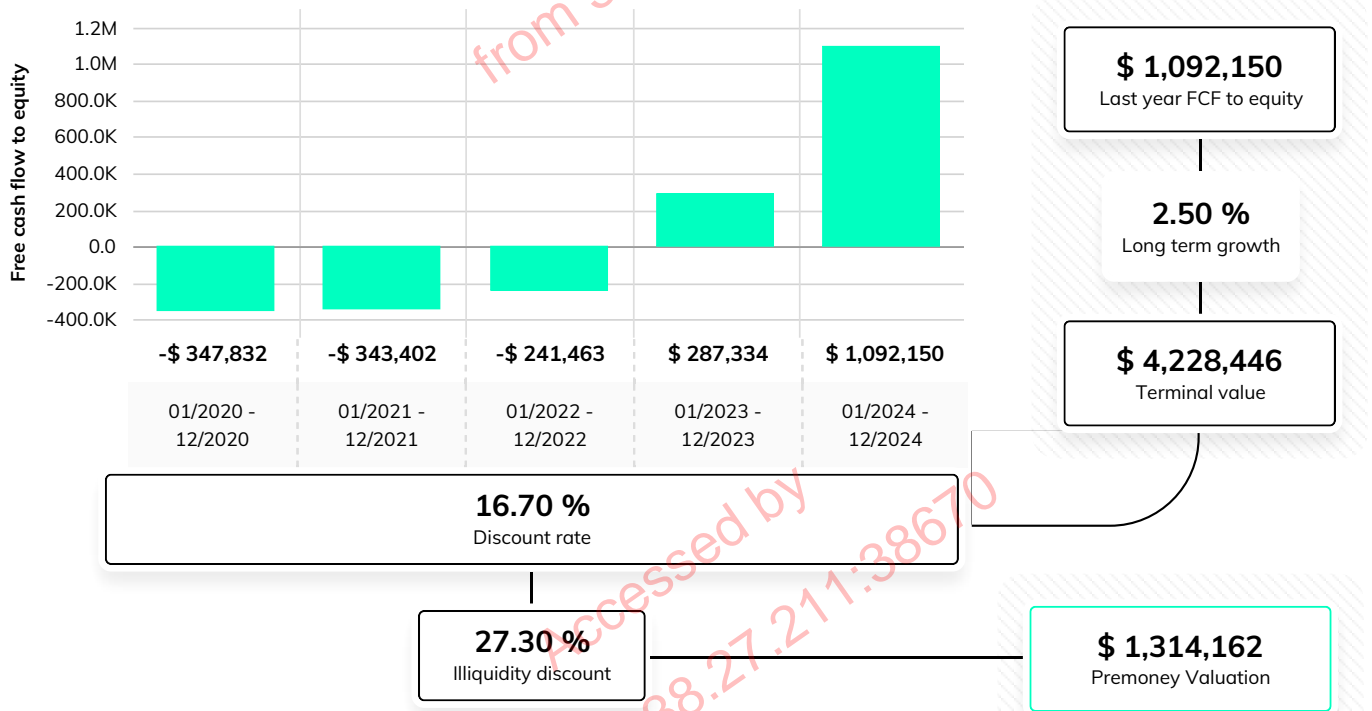 Free cash flow to equity
1.2M
1.0M
800.0K
600.0K
400.0K
200.0K
0.0
-200.0K
-400.0K
-$ 347,832
-$ 343,402
-$ 241,463
$ 287,334
$ 1,092,150
01/2020 -
12/2020
01/2021 -
12/2021
01/2022 -
12/2022
01/2023 -
12/2023
01/2024 -
12/2024
16.70 %
Discount rate
27.30 %
Illiquidity discount
$ 1,092,150
Last year FCF to equity
2.50 %
Long term growth
$ 4,228,446
Terminal value
$ 1,314,162
Premoney Valuation
from
Accessed by
38.27.211:38670